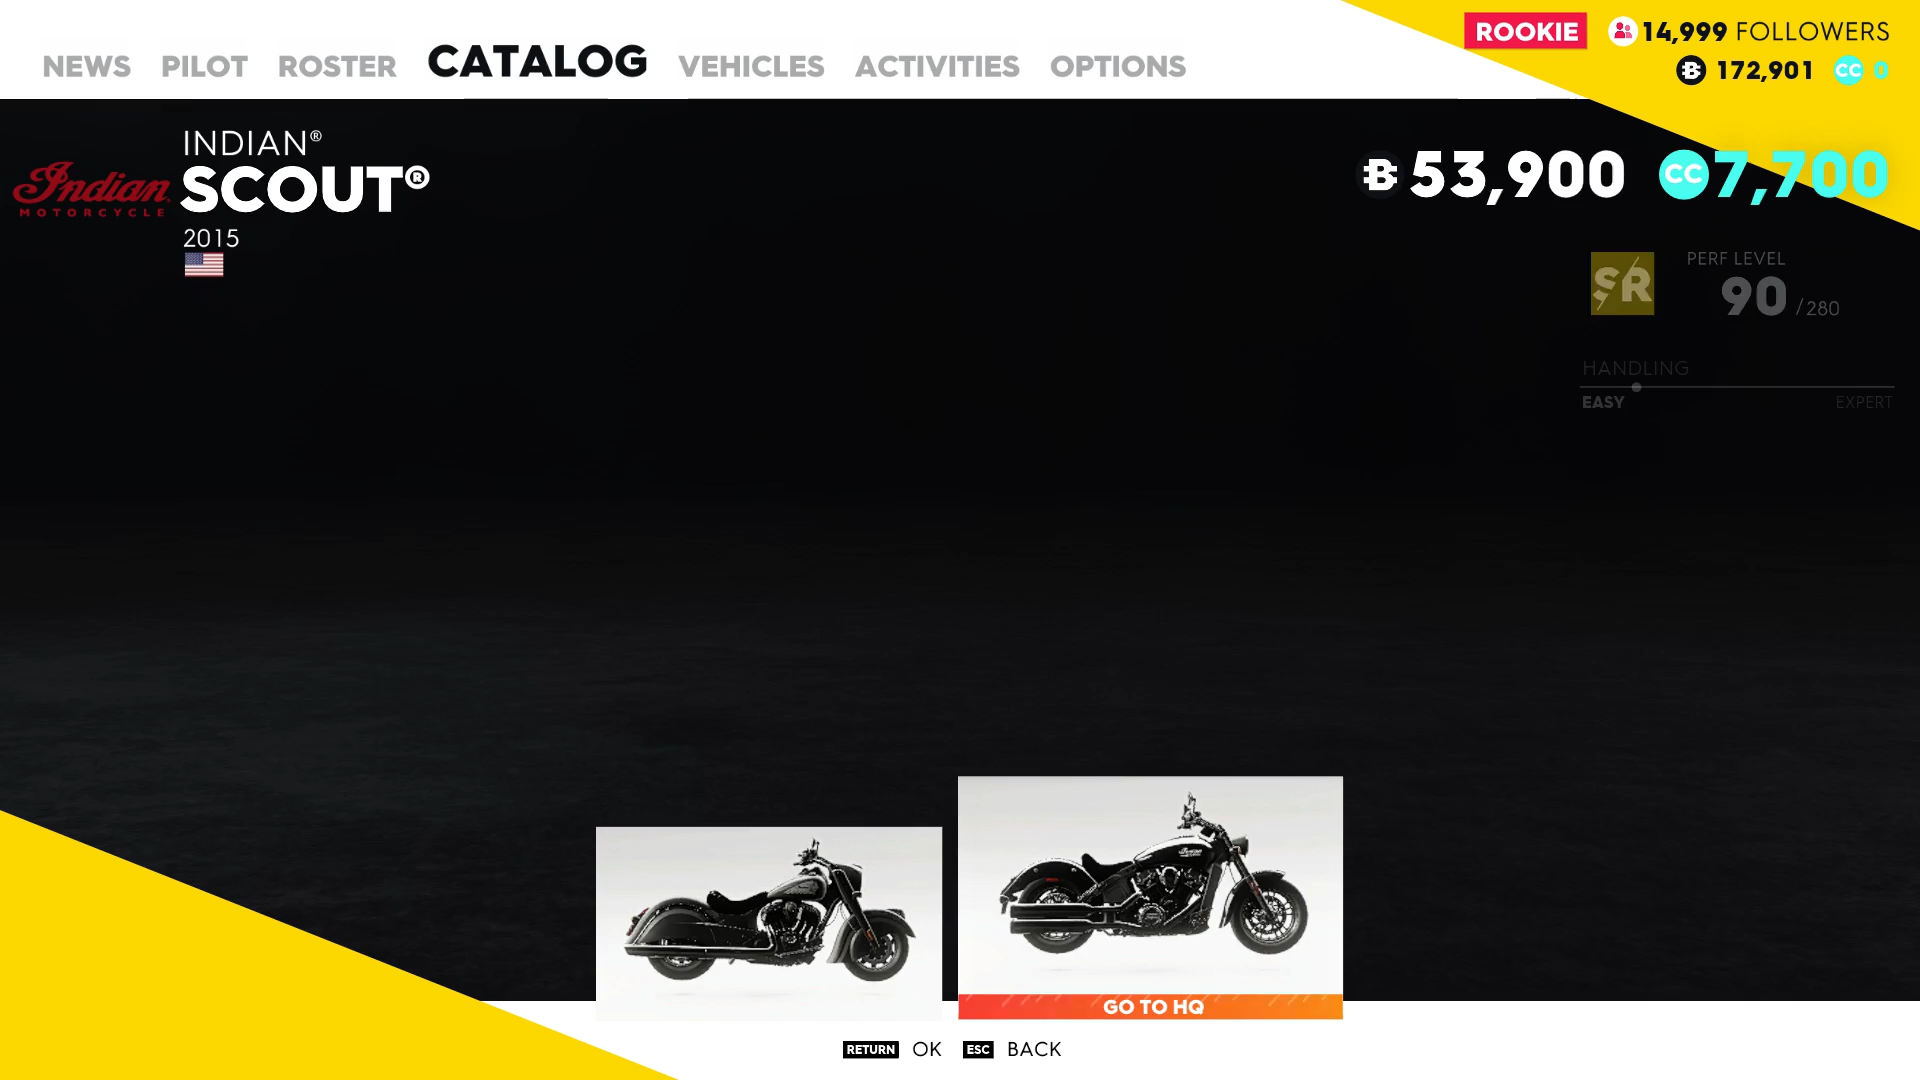 NEWS PILOT ROSTER CATALOG VEHICLES ACTIVITIES OPTIONS
ROOKIE 14,999 FOLLOWERS
172,901 CC 0
Indian
MOTORCYCLE
INDIAN®
SCOUT®
2015
53,900 CC 7,700
SR
PERF LEVEL
90 /280
HANDLING
EASY EXPERT
GO TO HQ
RETURN OK ESC BACK